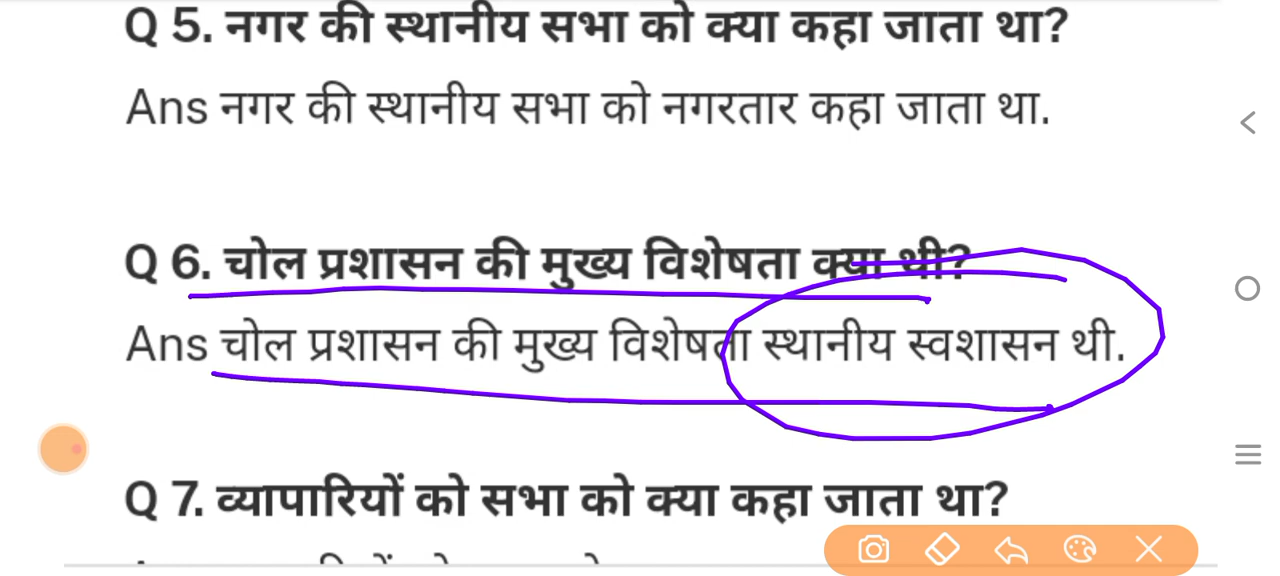 Q 5. नगर की स्थानीय सभा को क्या कहा जाता था?
Ans नगर की स्थानीय सभा को नगरतार कहा जाता था.
Q 6. चोल प्रशासन की मुख्य विशेषता क्या थी?
Ans चोल प्रशासन की मुख्य विशेषता स्थानीय स्वशासन थी.
Q 7. व्यापारियों को सभा को क्या कहा जाता था?